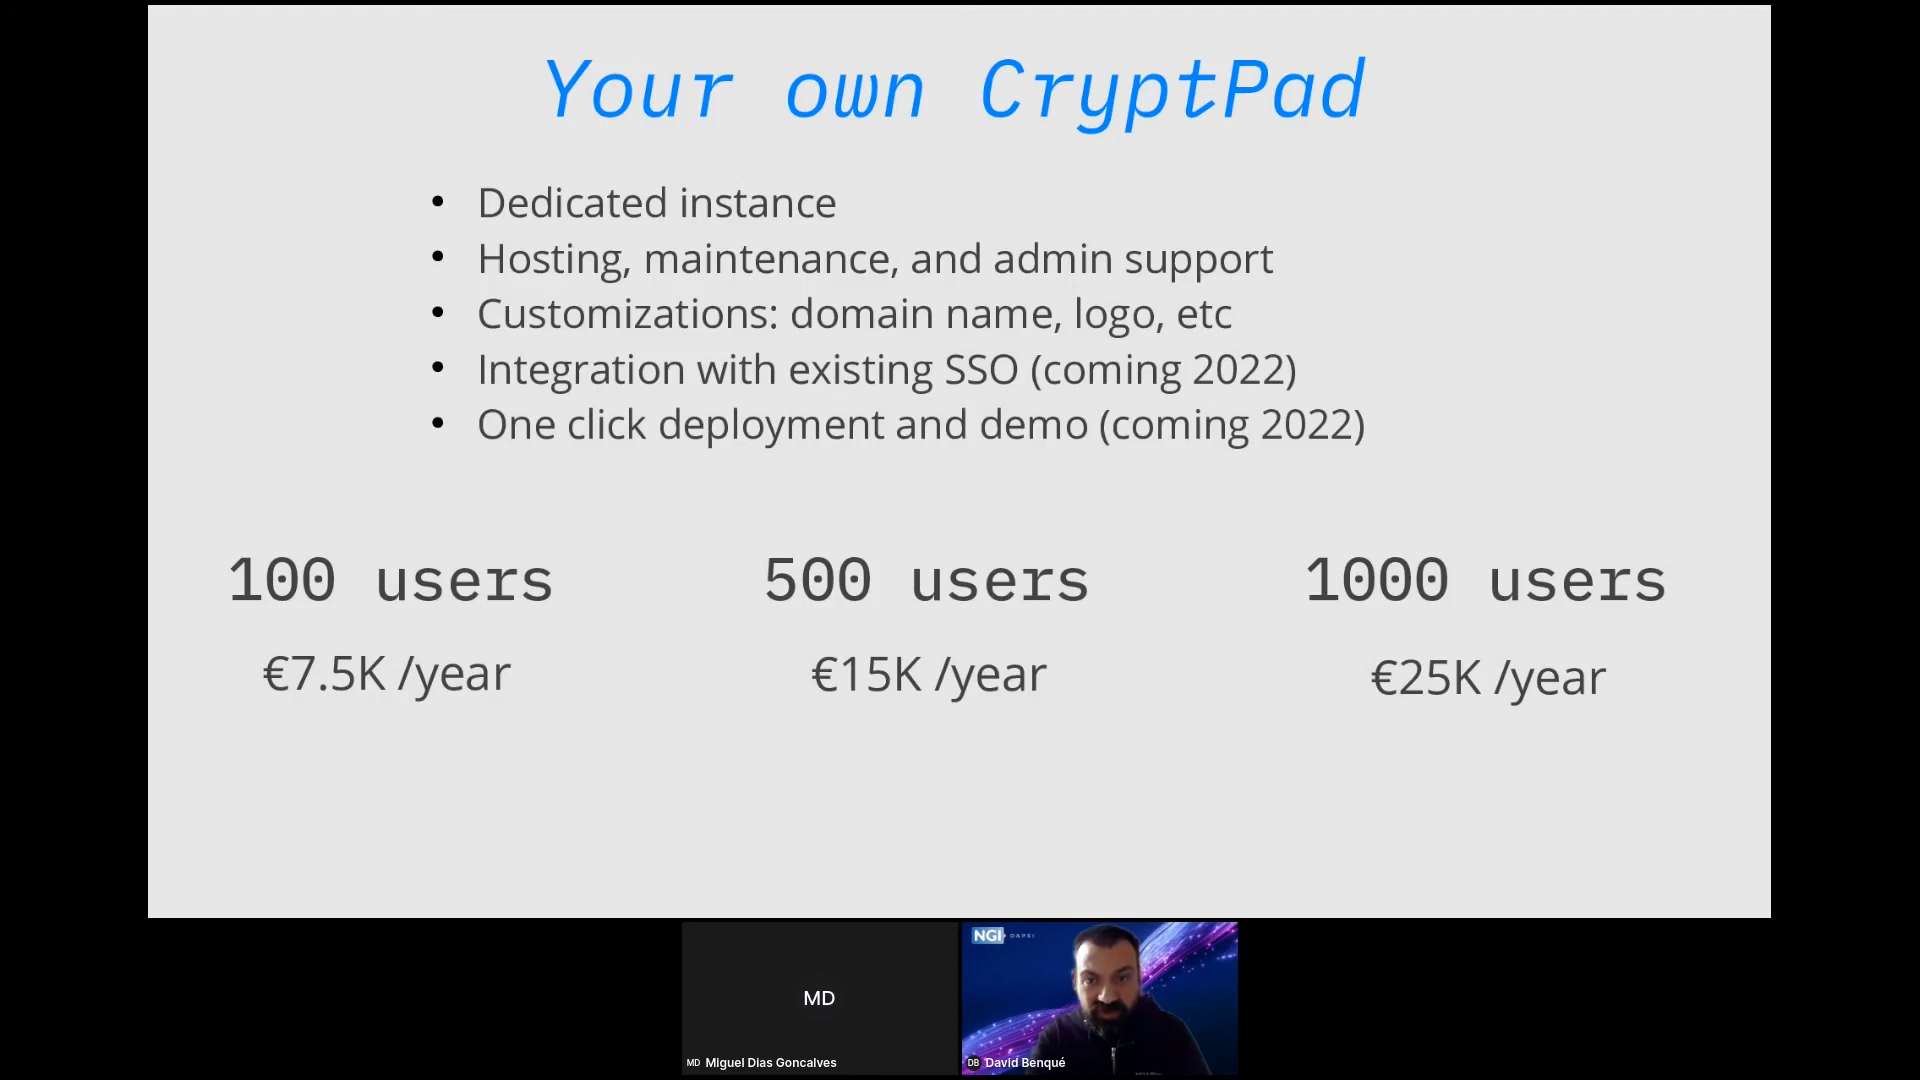 Your own CryptPad
• Dedicated instance
• Hosting, maintenance, and admin support
• Customizations: domain name, logo, etc
• Integration with existing SSO (coming 2022)
• One click deployment and demo (coming 2022)
100 users
500 users
1000 users
€7.5K /year
€15K /year
€25K /year
NGI DAPSI
MD
MD Miguel Dias Goncalves
DB David Benqué